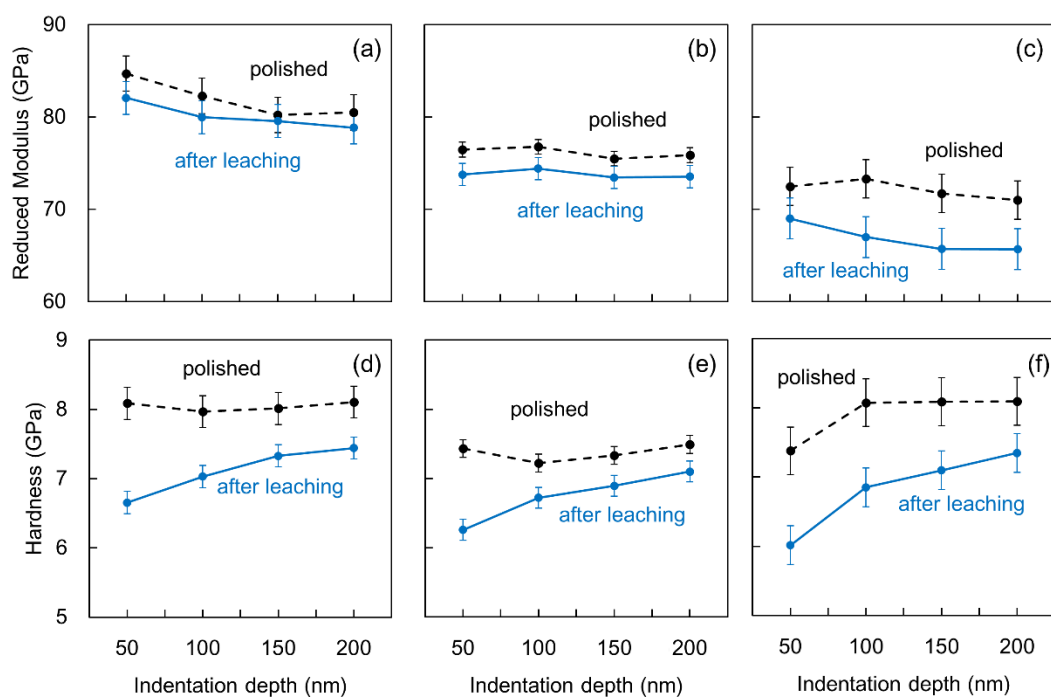 Reduced Modulus (GPa)
90
80
70
60
(a)
polished
after leaching
(b)
polished
after leaching
(c)
polished
after leaching
Hardness (GPa)
9
8
7
6
5
(d)
polished
after leaching
(e)
polished
after leaching
(f)
polished
after leaching
50 100 150 200
50 100 150 200
50 100 150 200
Indentation depth (nm)
Indentation depth (nm)
Indentation depth (nm)